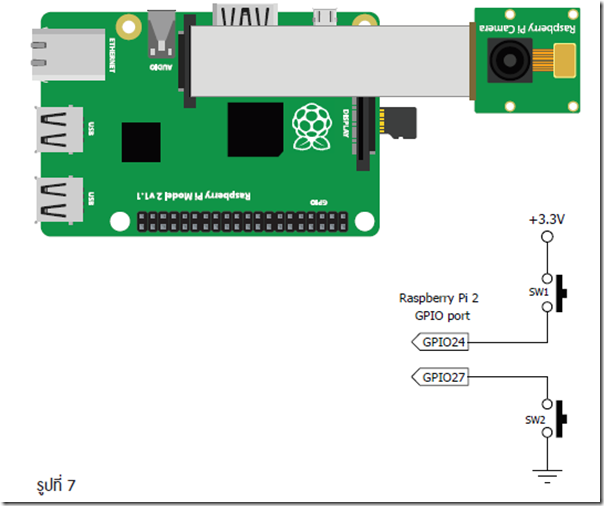 Raspberry Pi Camera
ETHERNET
AUDIO
USB
DISPLAY
USB
Raspberry Pi Model 2 v1.1
GPIO
+3.3V
SW1
Raspberry Pi 2
GPIO port
GPIO24
GPIO27
SW2
รูปที่ 7